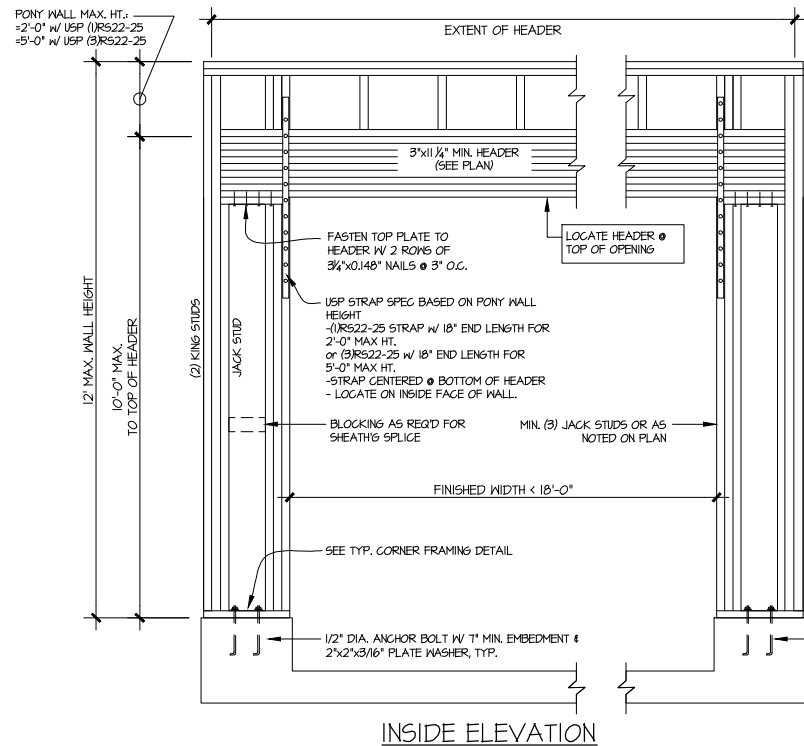 PONY WALL MAX. HT.:
=2'-0" W/ USP (1)RS22-25
=5'-0" W/ USP (3)RS22-25
EXTENT OF HEADER
3"x11 1/4" MIN. HEADER
(SEE PLAN)
FASTEN TOP PLATE TO
HEADER W/ 2 ROWS OF
3 1/4"x0.148" NAILS @ 3" O.C.
LOCATE HEADER @
TOP OF OPENING
USP STRAP SPEC BASED ON PONY WALL
HEIGHT
-(1)RS22-25 STRAP W/ 18" END LENGTH FOR
2'-0" MAX HT.
or (3)RS22-25 W/ 18" END LENGTH FOR
5'-0" MAX HT.
-STRAP CENTERED @ BOTTOM OF HEADER
- LOCATE ON INSIDE FACE OF WALL.
12' MAX. WALL HEIGHT
10'-0" MAX.
TO TOP OF HEADER
(2) KING STUDS
JACK STUD
BLOCKING AS REQ'D FOR
SHEATH'G SPLICE
MIN. (3) JACK STUDS OR AS
NOTED ON PLAN
FINISHED WIDTH < 18'-0"
SEE TYP. CORNER FRAMING DETAIL
1/2" DIA. ANCHOR BOLT W/ 7" MIN. EMBEDMENT &
2"x2"x3/16" PLATE WASHER, TYP.
INSIDE ELEVATION